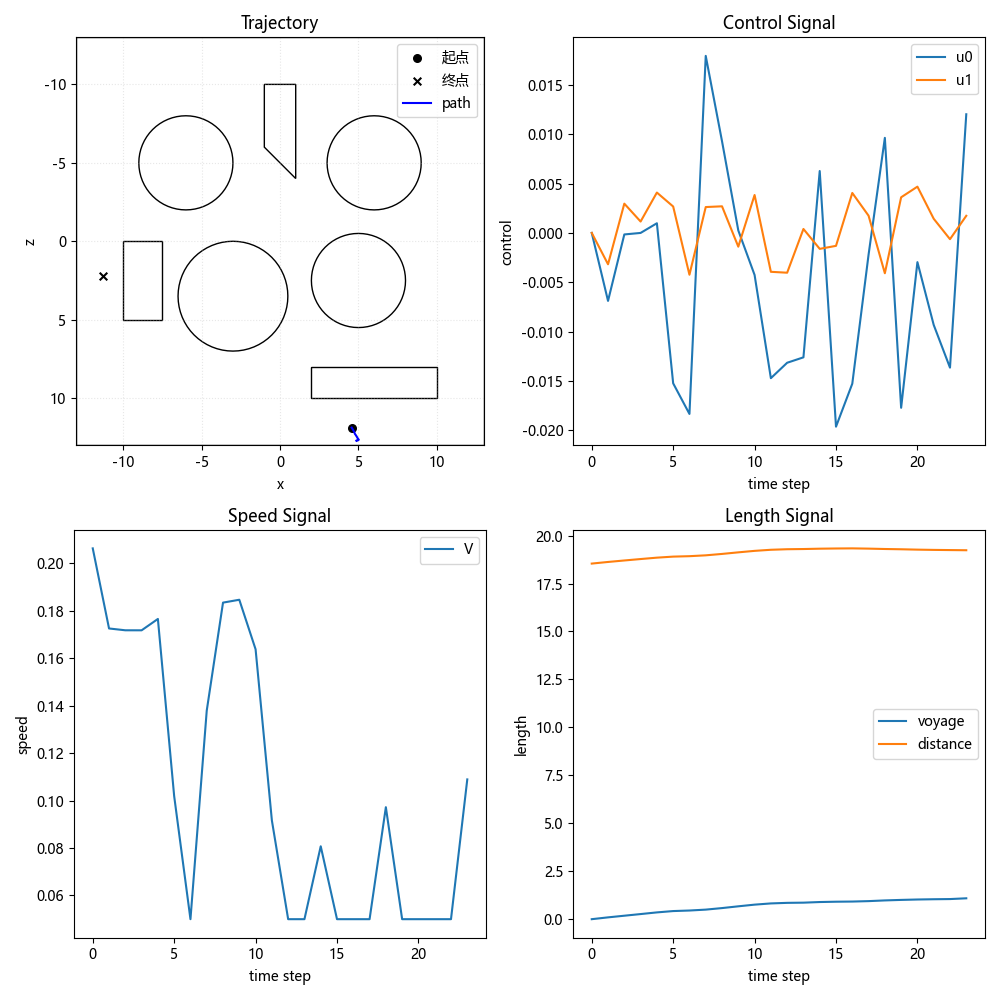 Trajectory
起点
终点
path
-10
-5
0
5
10
z
-10
-5
0
5
10
x
Control Signal
u0
u1
0.015
0.010
0.005
0.000
-0.005
-0.010
-0.015
-0.020
control
0
5
10
15
20
time step
Speed Signal
V
0.20
0.18
0.16
0.14
0.12
0.10
0.08
0.06
speed
0
5
10
15
20
time step
Length Signal
20.0
17.5
15.0
12.5
10.0
7.5
5.0
2.5
0.0
length
voyage
distance
0
5
10
15
20
time step